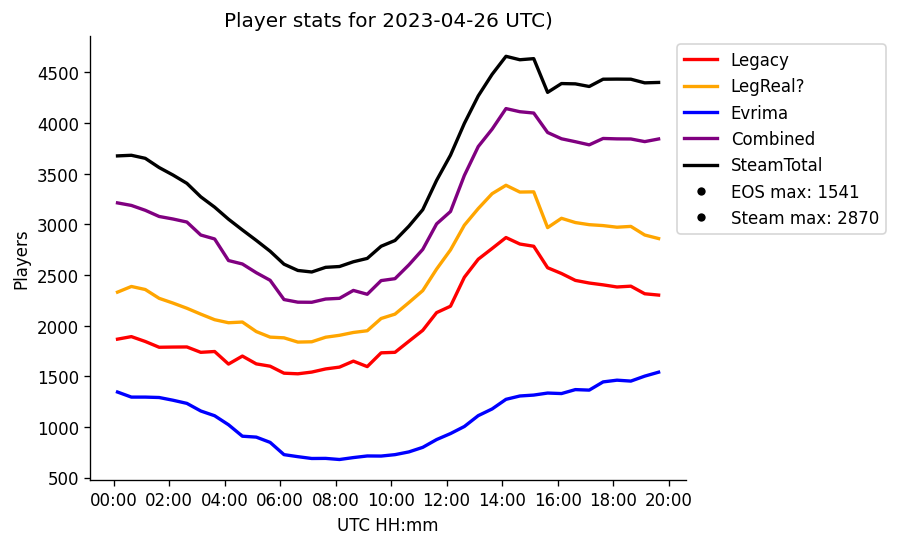 Player stats for 2023-04-26 UTC)
Legacy
LegReal?
Evrima
Combined
SteamTotal
EOS max: 1541
Steam max: 2870
Players
4500
4000
3500
3000
2500
2000
1500
1000
500
00:00 02:00 04:00 06:00 08:00 10:00 12:00 14:00 16:00 18:00 20:00
UTC HH:mm